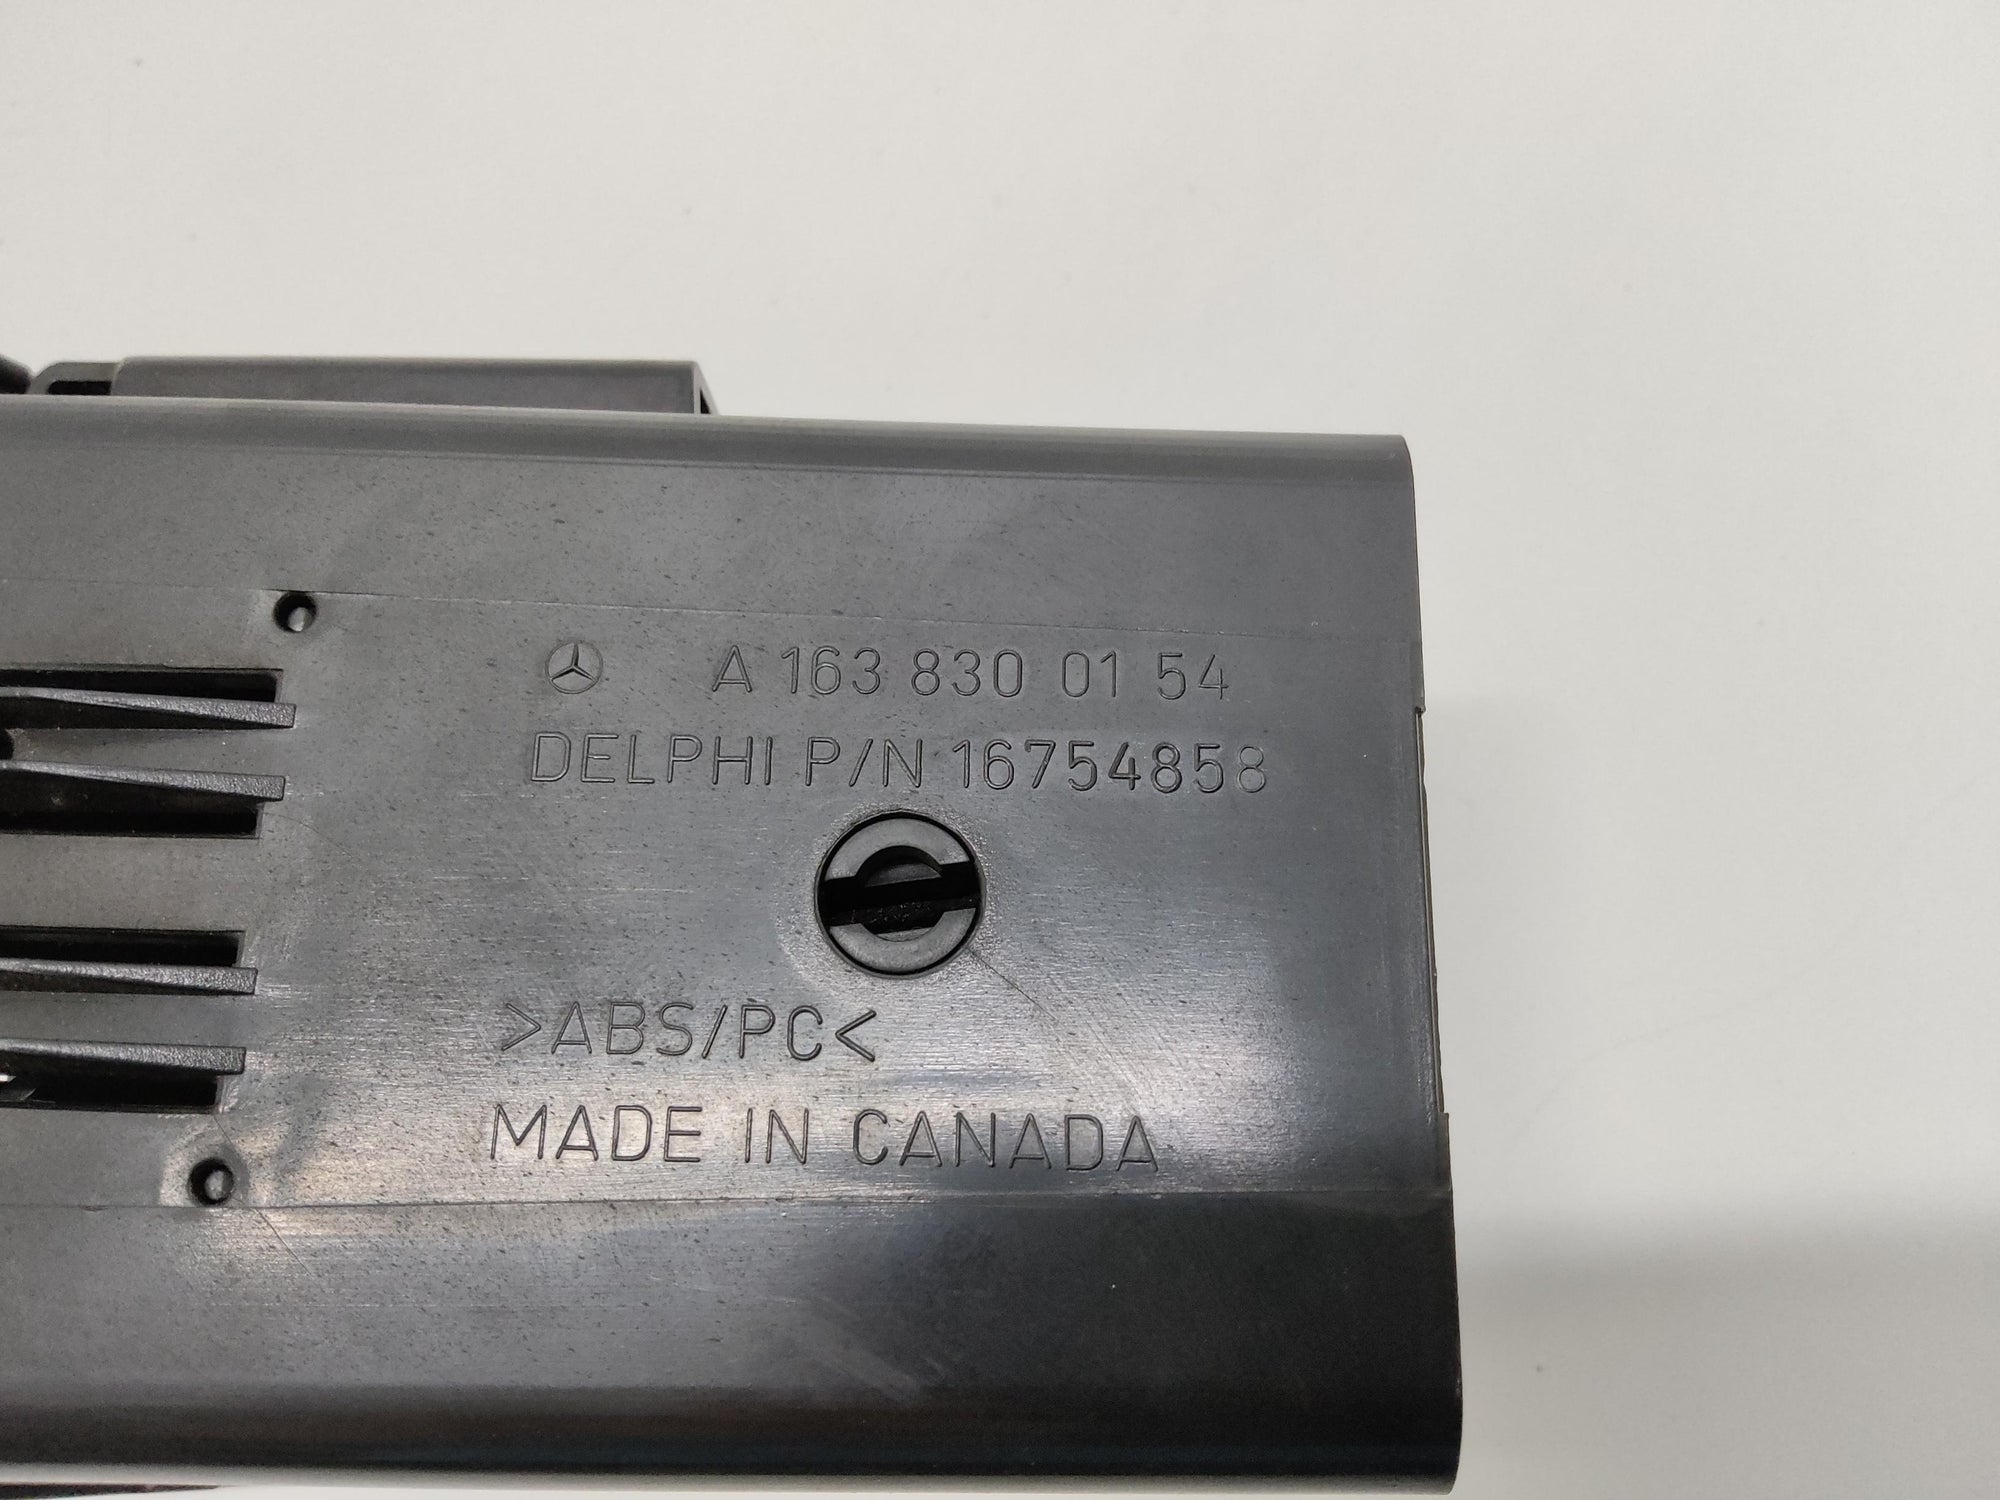 A 163 830 01 54
DELPHI P/N 16754858
>ABS/PC<
MADE IN CANADA